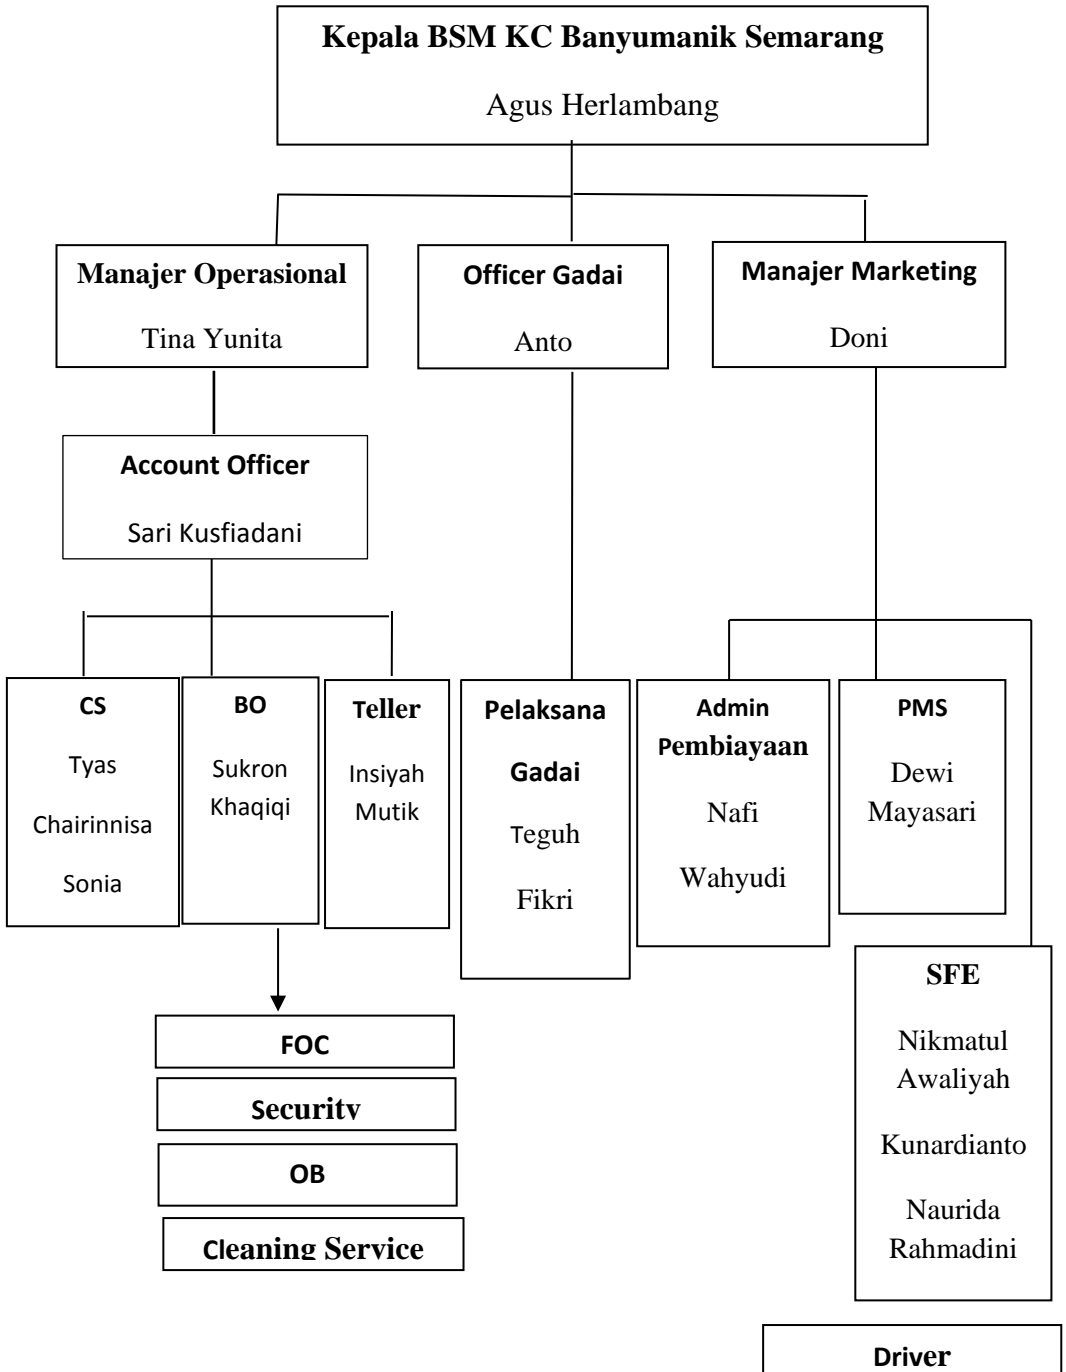 Kepala BSM KC Banyumanik Semarang
Agus Herlambang
Manajer Operasional
Tina Yunita
Officer Gadai
Anto
Manajer Marketing
Doni
Account Officer
Sari Kusfiadani
CS
Tyas
Chairinnisa
Sonia
BO
Sukron
Khaqiqi
Teller
Insiyah
Mutik
Pelaksana
Gadai
Teguh
Fikri
Admin
Pembiayaan
Nafi
Wahyudi
PMS
Dewi
Mayasari
SFE
Nikmatul
Awaliyah
Kunardianto
Naurida
Rahmadini
FOC
Security
OB
Cleaning Service
Driver